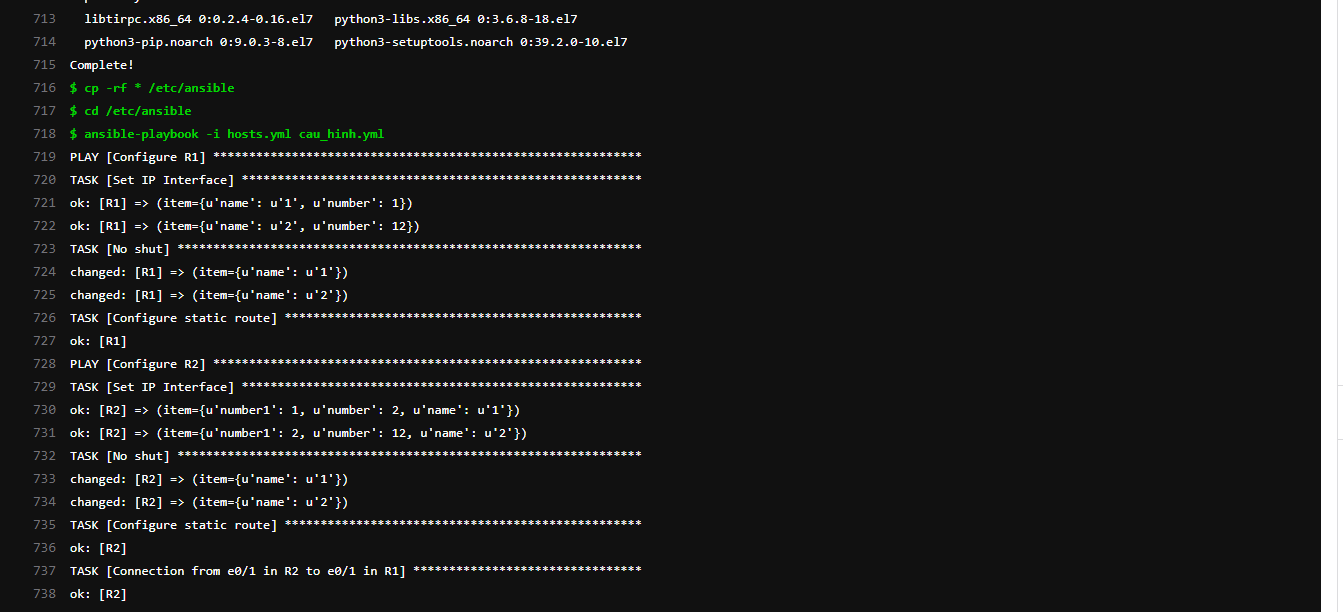 713 libtirpc.x86_64 0:0.2.4-0.16.el7 python3-libs.x86_64 0:3.6.8-18.el7
714 python3-pip.noarch 0:9.0.3-8.el7 python3-setuptools.noarch 0:39.2.0-10.el7
715 Complete!
716 $ cp -rf * /etc/ansible
717 $ cd /etc/ansible
718 $ ansible-playbook -i hosts.yml cau_hinh.yml
719 PLAY [Configure R1] ************************************************************
720 TASK [Set IP Interface] ********************************************************
721 ok: [R1] => (item={u'name': u'1', u'number': 1})
722 ok: [R1] => (item={u'name': u'2', u'number': 12})
723 TASK [No shut] *****************************************************************
724 changed: [R1] => (item={u'name': u'1'})
725 changed: [R1] => (item={u'name': u'2'})
726 TASK [Configure static route] **************************************************
727 ok: [R1]
728 PLAY [Configure R2] ************************************************************
729 TASK [Set IP Interface] ********************************************************
730 ok: [R2] => (item={u'number1': 1, u'number': 2, u'name': u'1'})
731 ok: [R2] => (item={u'number1': 2, u'number': 12, u'name': u'2'})
732 TASK [No shut] *****************************************************************
733 changed: [R2] => (item={u'name': u'1'})
734 changed: [R2] => (item={u'name': u'2'})
735 TASK [Configure static route] **************************************************
736 ok: [R2]
737 TASK [Connection from e0/1 in R2 to e0/1 in R1] ********************************
738 ok: [R2]